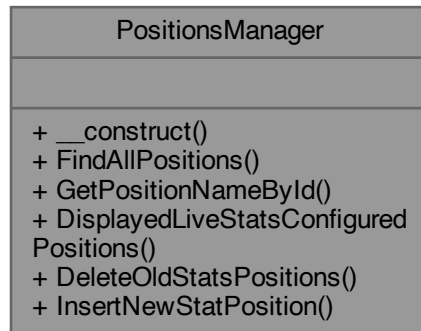 PositionsManager
+ __construct()
+ FindAllPositions()
+ GetPositionNameById()
+ DisplayedLiveStatsConfigured
Positions()
+ DeleteOldStatsPositions()
+ InsertNewStatPosition()